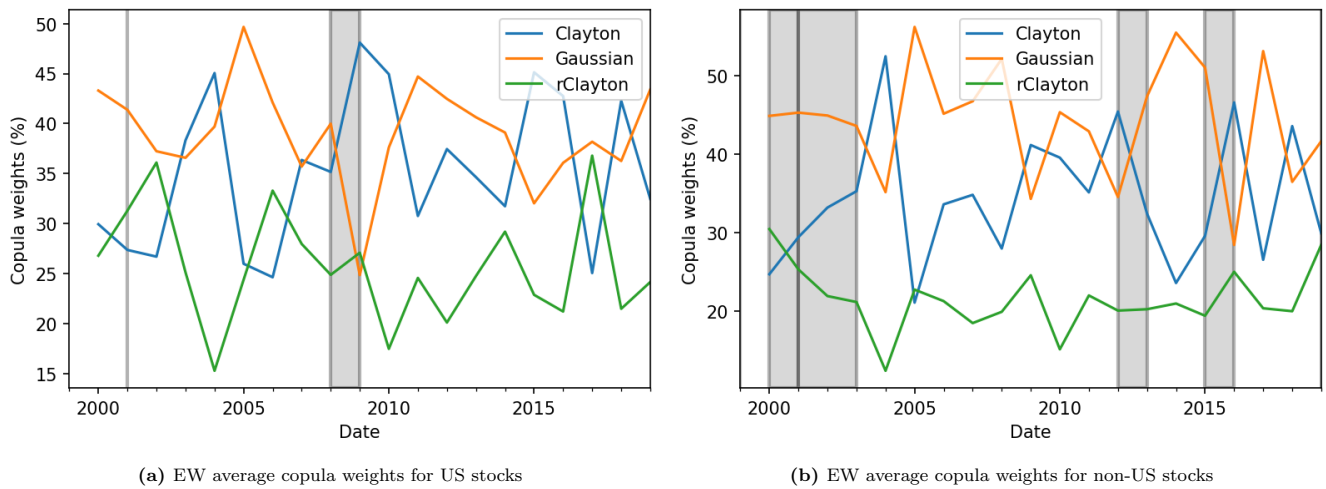 50
45
40
35
30
25
20
15
Copula weights (%)
Clayton
Gaussian
rClayton
2000 2005 2010 2015
Date
(a) EW average copula weights for US stocks
50
40
30
20
Copula weights (%)
Clayton
Gaussian
rClayton
2000 2005 2010 2015
Date
(b) EW average copula weights for non-US stocks